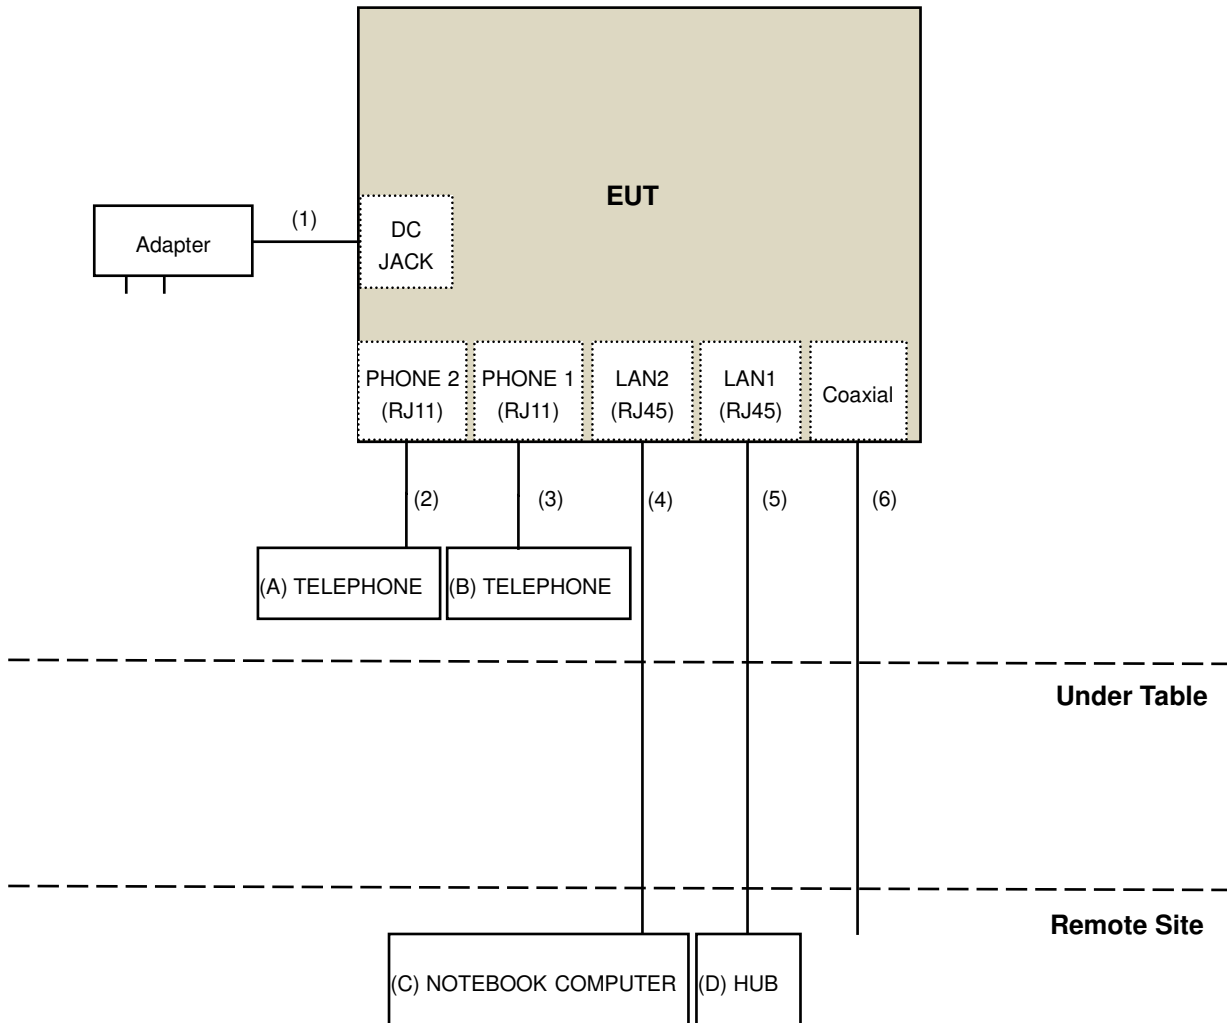 EUT
(1)
Adapter
DC
JACK
PHONE 2
(RJ11)
PHONE 1
(RJ11)
LAN2
(RJ45)
LAN1
(RJ45)
Coaxial
(2)
(3)
(4)
(5)
(6)
(A) TELEPHONE
(B) TELEPHONE
Under Table
Remote Site
(C) NOTEBOOK COMPUTER
(D) HUB